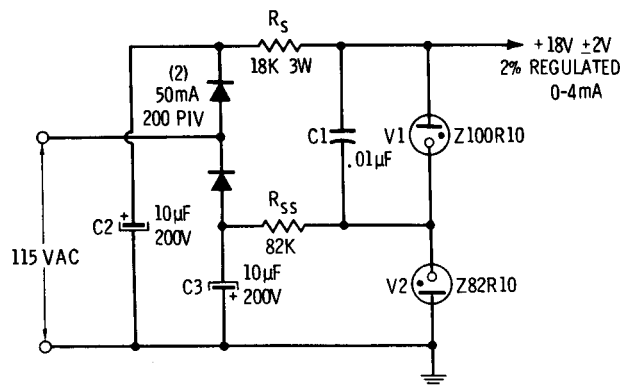 R_S
18K 3W
+18V ±2V
2% REGULATED
0-4mA
(2)
50mA
200 PIV
C1
.01μF
V1
Z100R10
R_SS
82K
C2
+
10μF
200V
115 VAC
C3
10μF
200V
+
V2
Z82R10